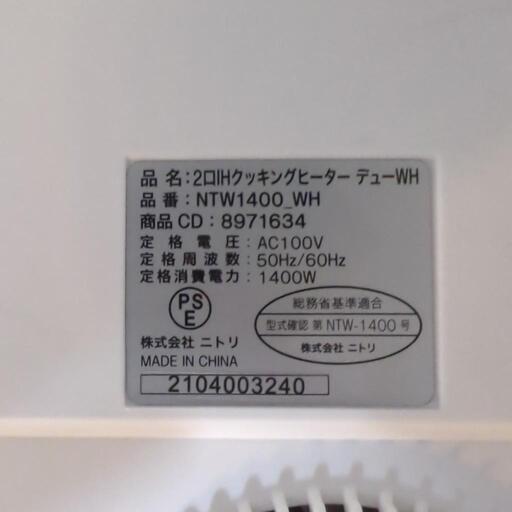 品名:2口IHクッキングヒーター デューWH
品番:NTW1400_WH
商品CD:8971634
定格電圧:AC100V
定格周波数:50Hz/60Hz
定格消費電力:1400W
PS
E
総務省基準適合
型式確認 第 NTW-1400 号
株式会社 ニトリ
株式会社 ニトリ
MADE IN CHINA
2104003240